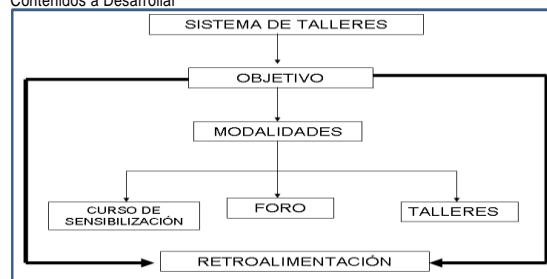 Contenidos a Desarrollar
SISTEMA DE TALLERES
OBJETIVO
MODALIDADES
CURSO DE
SENSIBILIZACIÓN
FORO
TALLERES
RETROALIMENTACIÓN